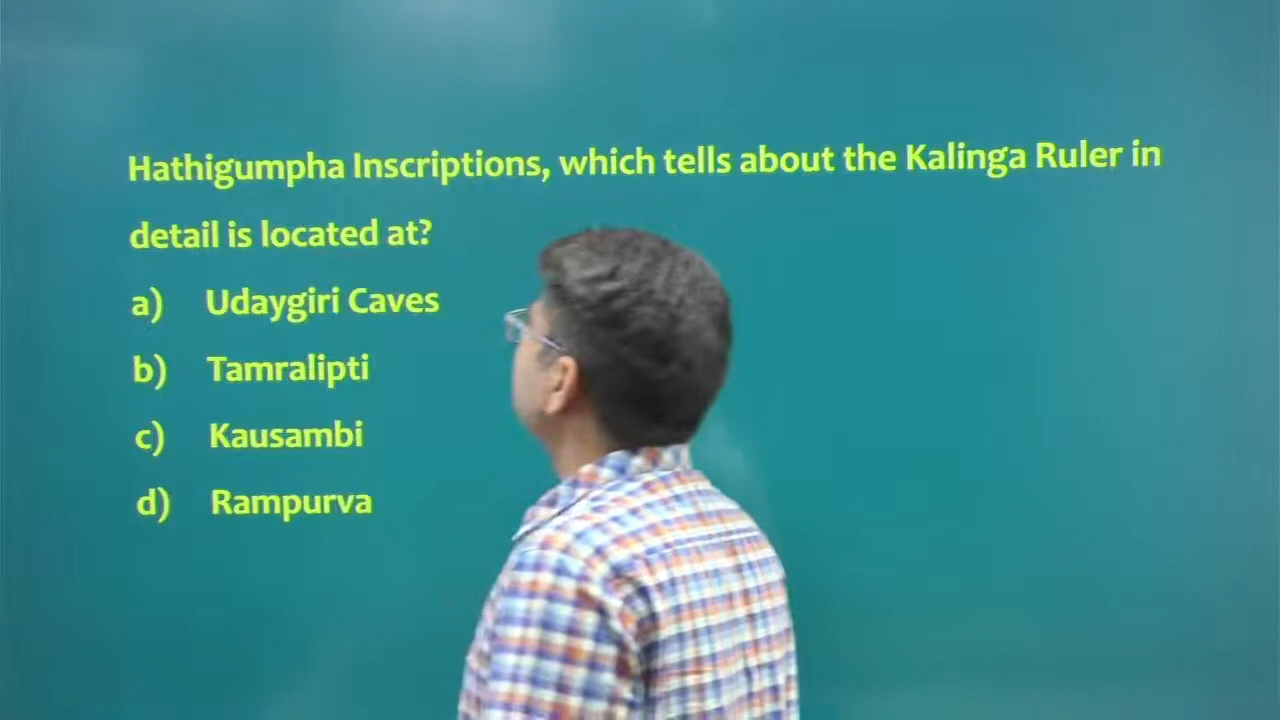 Hathigumpha Inscriptions, which tells about the Kalinga Ruler in
detail is located at?
a) Udaygiri Caves
b) Tamralipti
c) Kausambi
d) Rampurva